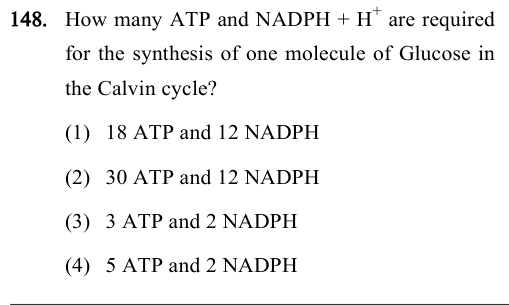 148. How many ATP and NADPH + H⁺ are required
for the synthesis of one molecule of Glucose in
the Calvin cycle?
(1) 18 ATP and 12 NADPH
(2) 30 ATP and 12 NADPH
(3) 3 ATP and 2 NADPH
(4) 5 ATP and 2 NADPH